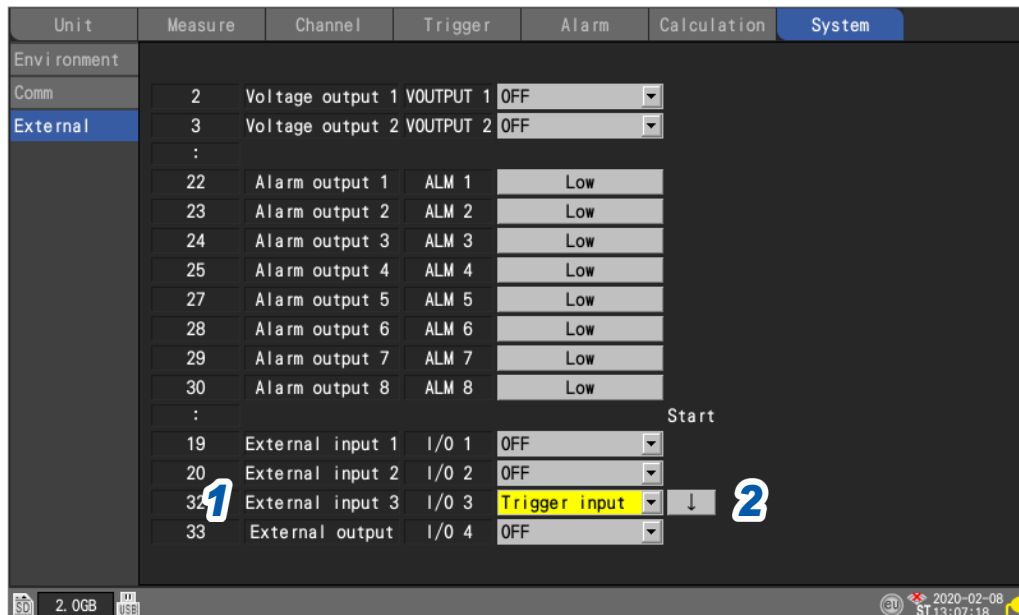 Unit Measure Channel Trigger Alarm Calculation System
Environment
Comm
External
2 Voltage output 1 VOUTPUT 1 OFF
3 Voltage output 2 VOUTPUT 2 OFF
:
22 Alarm output 1 ALM 1 Low
23 Alarm output 2 ALM 2 Low
24 Alarm output 3 ALM 3 Low
25 Alarm output 4 ALM 4 Low
27 Alarm output 5 ALM 5 Low
28 Alarm output 6 ALM 6 Low
29 Alarm output 7 ALM 7 Low
30 Alarm output 8 ALM 8 Low
: Start
19 External input 1 I/O 1 OFF
20 External input 2 I/O 2 OFF
32 1 External input 3 I/O 3 Trigger input ↓ 2
33 External output I/O 4 OFF
SD 2.0GB USB eu 2020-02-08
ST 13:07:18